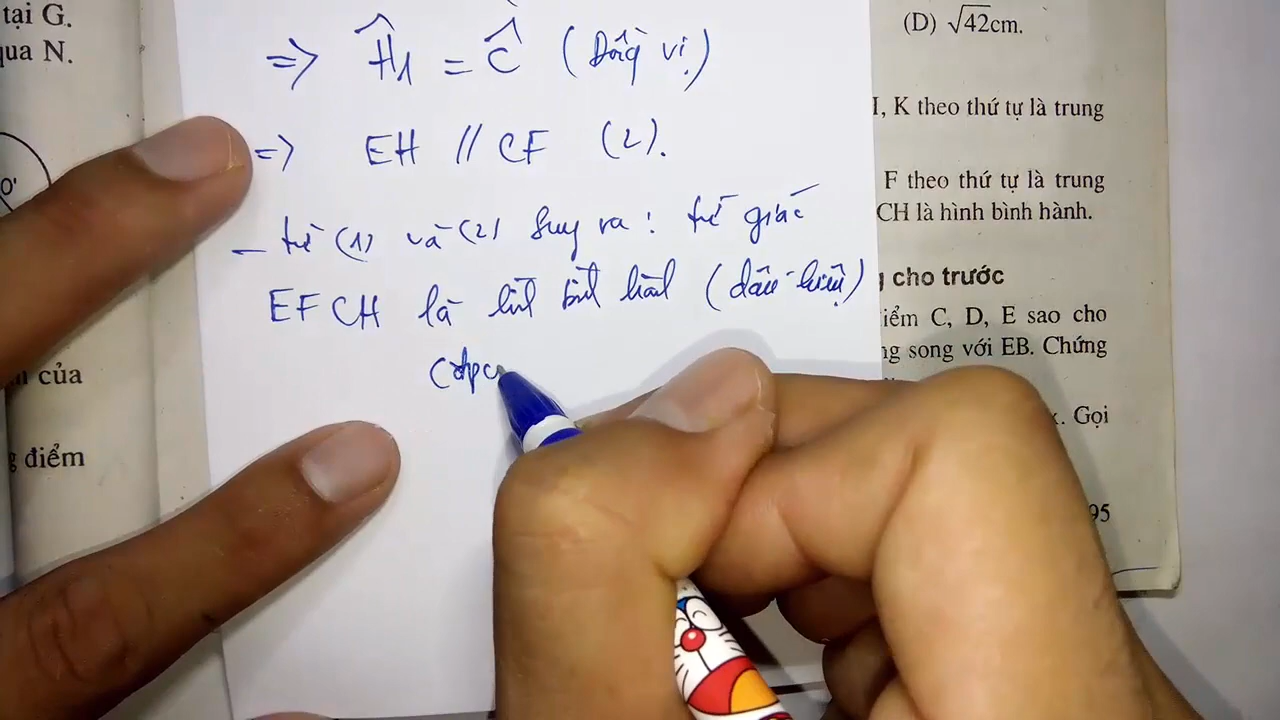 tại G.
qua N.
0'
của
điểm
=> Ĥ1 = Ĉ (Đồng vị)
=> EH // CF (2).
- từ (1) và (2) suy ra : tứ giác
EFCH là hình bình hành (dấu hiệu)
(đpc
(D) √42cm.
I, K theo thứ tự là trung
F theo thứ tự là trung
CH là hình bình hành.
cho trước
iểm C, D, E sao cho
ng song với EB. Chứng
x. Gọi
95